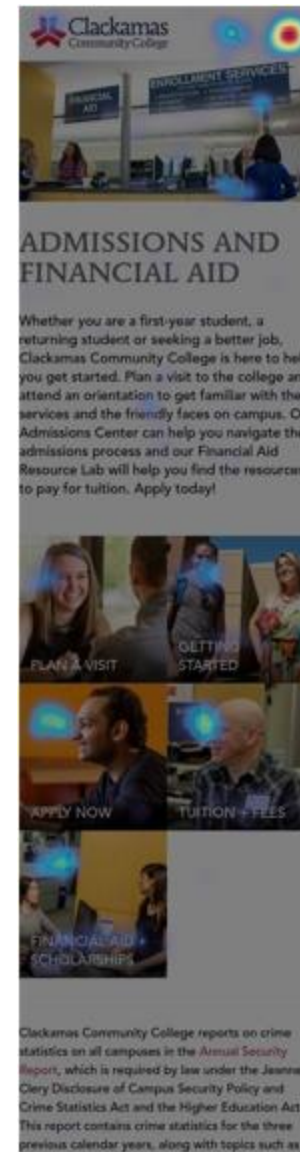 Clackamas
Community College
FINANCIAL
AID
ENROLLMENT SERVICES
ADMISSIONS AND
FINANCIAL AID
Whether you are a first-year student, a
returning student or seeking a better job,
Clackamas Community College is here to hel
you get started. Plan a visit to the college an
attend an orientation to get familiar with the
services and the friendly faces on campus. O
Admissions Center can help you navigate the
admissions process and our Financial Aid
Resource Lab will help you find the resources
to pay for tuition. Apply today!
PLAN A VISIT
GETTING
STARTED
APPLY NOW
TUITION + FEES
FINANCIAL AID +
SCHOLARSHIPS
Clackamas Community College reports on crime
statistics on all campuses in the Annual Security
Report, which is required by law under the Jeanne
Clery Disclosure of Campus Security Policy and
Crime Statistics Act and the Higher Education Act
This report contains crime statistics for the three
previous calendar years, along with topics such as